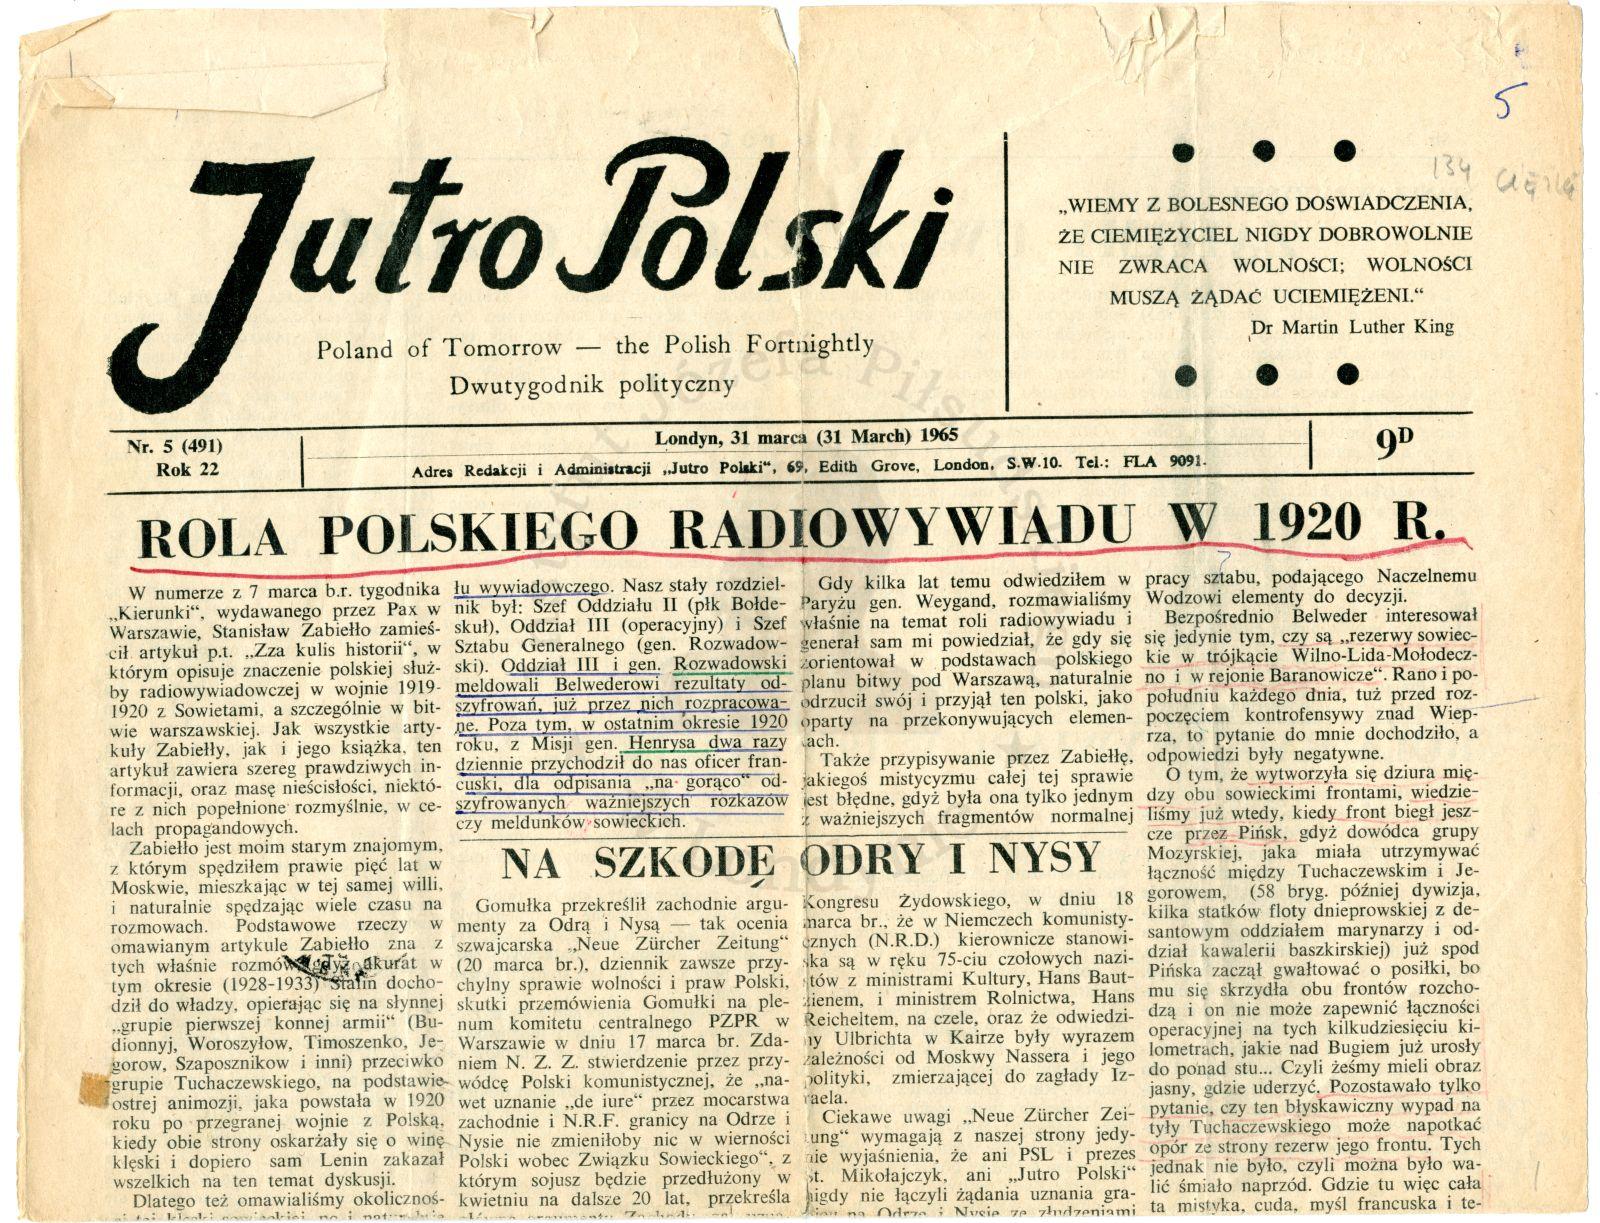 5
134
Jutro Polski
Poland of Tomorrow — the Polish Fortnightly
Dwutygodnik polityczny
„WIEMY Z BOLESNEGO DOŚWIADCZENIA,
ŻE CIEMIĘŻYCIEL NIGDY DOBROWOLNIE
NIE ZWRACA WOLNOŚCI; WOLNOŚCI
MUSZĄ ŻĄDAĆ UCIEMIĘŻENI.“
Dr Martin Luther King
Nr. 5 (491)
Rok 22
Londyn, 31 marca (31 March) 1965
Adres Redakcji i Administracji „Jutro Polski“, 69, Edith Grove, London, S.W.10. Tel.: FLA 9091.
9D
ROLA POLSKIEGO RADIOWYWIADU W 1920 R.
W numerze z 7 marca b.r. tygodnika
„Kierunki“, wydawanego przez Pax w
Warszawie, Stanisław Zabiełło zamieś-
cił artykuł p.t. „Zza kulis historii“, w
którym opisuje znaczenie polskiej służ-
by radiowywiadowczej w wojnie 1919-
1920 z Sowietami, a szczególnie w bit-
wie warszawskiej. Jak wszystkie arty-
kuły Zabiełły, jak i jego książka, ten
artykuł zawiera szereg prawdziwych in-
formacji, oraz masę nieścisłości, niektó-
re z nich popełnione rozmyślnie, w ce-
lach propagandowych.
Zabiełło jest moim starym znajomym,
z którym spędziłem prawie pięć lat w
Moskwie, mieszkając w tej samej willi,
i naturalnie spędzając wiele czasu na
rozmowach. Podstawowe rzeczy w
omawianym artykule Zabiełło zna z
tych właśnie rozmów, gdyż akurat w
tym okresie (1928-1933) Stalin docho-
dził do władzy, opierając się na słynnej
„grupie pierwszej konnej armii“ (Bu-
dionnyj, Woroszyłow, Timoszenko, Je-
gorow, Szaposznikow i inni) przeciwko
grupie Tuchaczewskiego, na podstawie
ostrej animozji, jaka powstała w 1920
roku po przegranej wojnie z Polską,
kiedy obie strony oskarżały się o winę
klęski i dopiero sam Lenin zakazał
wszelkich na ten temat dyskusji.
Dlatego też omawialiśmy okolicznoś-
łu wywiadowczego. Nasz stały rozdziel-
nik był: Szef Oddziału II (płk Bołde-
skuł), Oddział III (operacyjny) i Szef
Sztabu Generalnego (gen. Rozwadow-
ski). Oddział III i gen. Rozwadowski
meldowali Belwederowi rezultaty od-
szyfrowań, już przez nich rozpracowa-
ne. Poza tym, w ostatnim okresie 1920
roku, z Misji gen. Henrysa dwa razy
dziennie przychodził do nas oficer fran-
cuski, dla odpisania „na gorąco“ od-
szyfrowanych ważniejszych rozkazów
czy meldunków sowieckich.
Gdy kilka lat temu odwiedziłem w
Paryżu gen. Weygand, rozmawialiśmy
właśnie na temat roli radiowywiadu i
generał sam mi powiedział, że gdy się
zorientował w podstawach polskiego
planu bitwy pod Warszawą, naturalnie
odrzucił swój i przyjął ten polski, jako
oparty na przekonywujących elemen-
ach.
Także przypisywanie przez Zabiełłę,
jakiegoś mistycyzmu całej tej sprawie
jest błędne, gdyż była ona tylko jednym
z ważniejszych fragmentów normalnej
pracy sztabu, podającego Naczelnemu
Wodzowi elementy do decyzji.
Bezpośrednio Belweder interesował
się jedynie tym, czy są „rezerwy sowiec-
kie w trójkącie Wilno-Lida-Mołodecz-
no i w rejonie Baranowicze“. Rano i po-
południu każdego dnia, tuż przed roz-
poczęciem kontrofensywy znad Wiep-
rza, to pytanie do mnie dochodziło, a
odpowiedzi były negatywne.
O tym, że wytworzyła się dziura mię-
dzy obu sowieckimi frontami, wiedzie-
liśmy już wtedy, kiedy front biegł jesz-
cze przez Pińsk, gdyż dowódca grupy
Mozyrskiej, jaka miała utrzymywać
łączność między Tuchaczewskim i Je-
gorowem, (58 bryg. później dywizja,
kilka statków floty dnieprowskiej z de-
santowym oddziałem marynarzy i od-
dział kawalerii baszkirskiej) już spod
Pińska zaczął gwałtować o posiłki, bo
mu się skrzydła obu frontów rozcho-
dzą i on nie może zapewnić łączności
operacyjnej na tych kilkudziesięciu ki-
lometrach, jakie nad Bugiem już urosły
do ponad stu... Czyli żeśmy mieli obraz
jasny, gdzie uderzyć. Pozostawało tylko
pytanie, czy ten błyskawiczny wypad na
tyły Tuchaczewskiego może napotkać
opór ze strony rezerw jego frontu. Tych
jednak nie było, czyli można było wa-
lić śmiało naprzód. Gdzie tu więc cała
ta mistyka, cuda, myśl francuska i te-
NA SZKODĘ ODRY I NYSY
Gomułka przekreślił zachodnie argu-
menty za Odrą i Nysą — tak ocenia
szwajcarska „Neue Zürcher Zeitung“
(20 marca br.), dziennik zawsze przy-
chylny sprawie wolności i praw Polski,
skutki przemówienia Gomułki na ple-
num komitetu centralnego PZPR w
Warszawie w dniu 17 marca br. Zda-
niem N. Z. Z. stwierdzenie przez przy-
wódcę Polski komunistycznej, że „na-
wet uznanie „de iure“ przez mocarstwa
zachodnie i N.R.F. granicy na Odrze i
Nysie nie zmieniłoby nic w wierności
Polski wobec Związku Sowieckiego“, z
którym sojusz będzie przedłużony w
kwietniu na dalsze 20 lat, przekreśla
Kongresu Żydowskiego, w dniu 18
marca br., że w Niemczech komunisty-
cznych (N.R.D.) kierownicze stanowi-
ska są w ręku 75-ciu czołowych nazi-
stów z ministrami Kultury, Hans Baut-
zienem, i ministrem Rolnictwa, Hans
Reicheltem, na czele, oraz że odwiedzi-
ny Ulbrichta w Kairze były wyrazem
zależności od Moskwy Nassera i jego
polityki, zmierzającej do zagłady Iz-
raela.
Ciekawe uwagi „Neue Zürcher Zei-
tung“ wymagają z naszej strony jedy-
nie wyjaśnienia, że ani PSL i prezes
St. Mikołajczyk, ani „Jutro Polski“
nigdy nie łączyli żądania uznania gra-